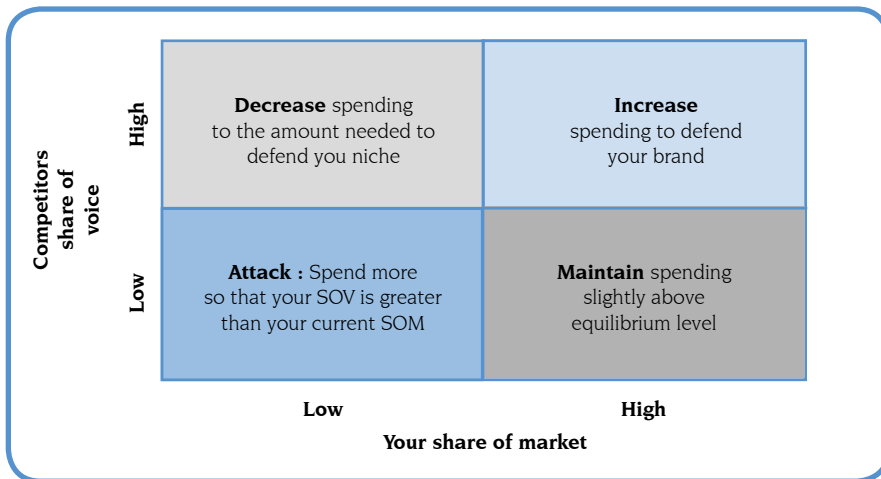 Competitors
share of
voice
High
Decrease spending
to the amount needed to
defend you niche
Increase
spending to defend
your brand
Low
Attack : Spend more
so that your SOV is greater
than your current SOM
Maintain spending
slightly above
equilibrium level
Low
High
Your share of market